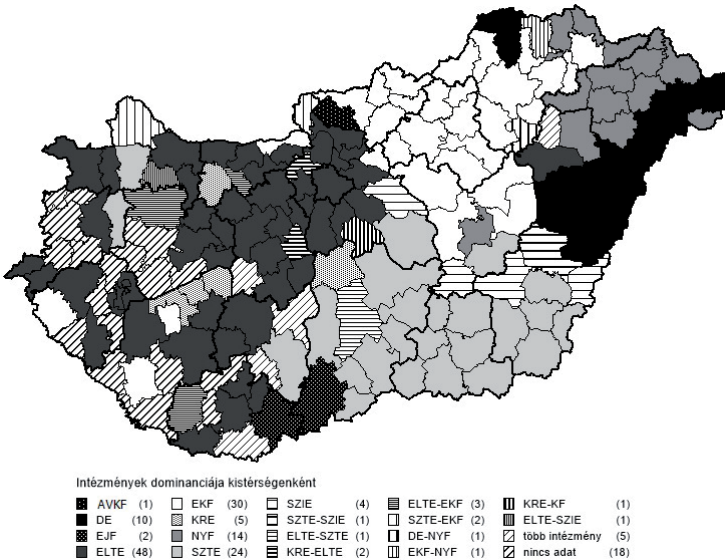 Intézmények dominanciája kistérségenként
AVKF (1) EKF (30) SZIE (4) ELTE-EKF (3) KRE-KF (1)
DE (10) KRE (5) SZTE-SZIE (1) SZTE-EKF (2) ELTE-SZIE (1)
EJF (2) NYF (14) ELTE-SZTE (1) DE-NYF (1) több intézmény (5)
ELTE (48) SZTE (24) KRE-ELTE (2) EKF-NYF (1) nincs adat (18)